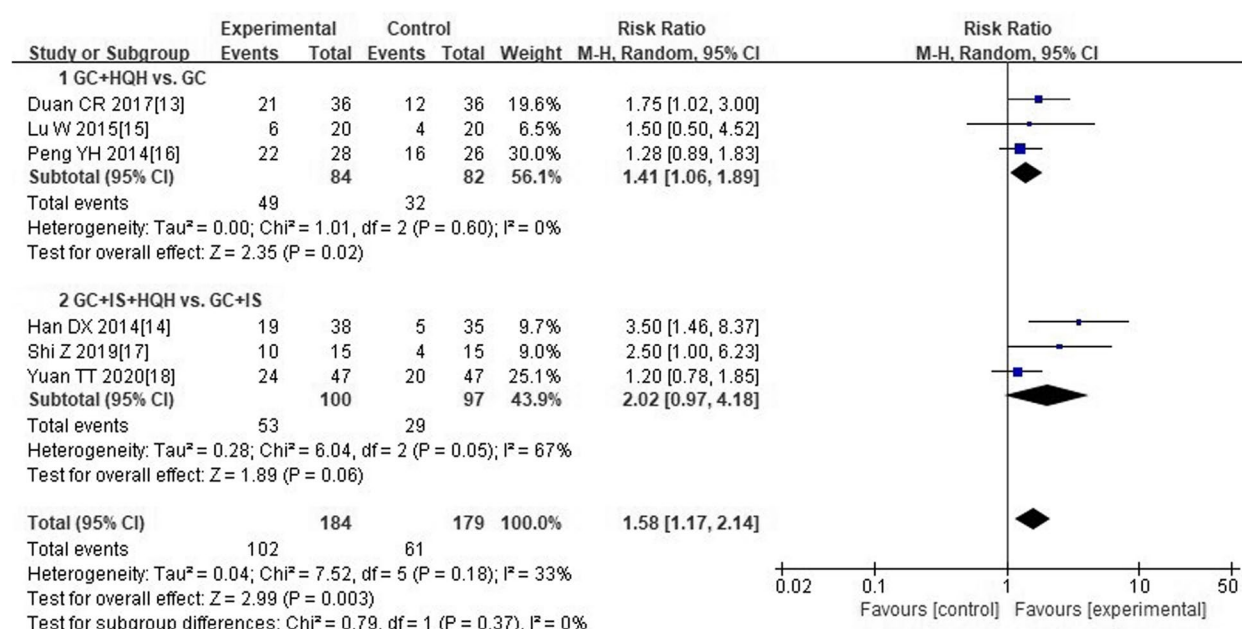 Experimental Control Risk Ratio Risk Ratio
Study or Subgroup Events Total Events Total Weight M-H, Random, 95% CI M-H, Random, 95% CI
1 GC+HQH vs. GC
Duan CR 2017[13] 21 36 12 36 19.6% 1.75 [1.02, 3.00]
Lu W 2015[15] 6 20 4 20 6.5% 1.50 [0.50, 4.52]
Peng YH 2014[16] 22 28 16 26 30.0% 1.28 [0.89, 1.83]
Subtotal (95% CI) 84 82 56.1% 1.41 [1.06, 1.89]
Total events 49 32
Heterogeneity: Tau² = 0.00; Chi² = 1.01, df = 2 (P = 0.60); I² = 0%
Test for overall effect: Z = 2.35 (P = 0.02)
2 GC+IS+HQH vs. GC+IS
Han DX 2014[14] 19 38 5 35 9.7% 3.50 [1.46, 8.37]
Shi Z 2019[17] 10 15 4 15 9.0% 2.50 [1.00, 6.23]
Yuan TT 2020[18] 24 47 20 47 25.1% 1.20 [0.78, 1.85]
Subtotal (95% CI) 100 97 43.9% 2.02 [0.97, 4.18]
Total events 53 29
Heterogeneity: Tau² = 0.28; Chi² = 6.04, df = 2 (P = 0.05); I² = 67%
Test for overall effect: Z = 1.89 (P = 0.06)
Total (95% CI) 184 179 100.0% 1.58 [1.17, 2.14]
Total events 102 61
Heterogeneity: Tau² = 0.04; Chi² = 7.52, df = 5 (P = 0.18); I² = 33%
Test for overall effect: Z = 2.99 (P = 0.003)
Test for subgroup differences: Chi² = 0.79, df = 1 (P = 0.37), I² = 0%
0.02 0.1 1 10 50
Favours [control] Favours [experimental]